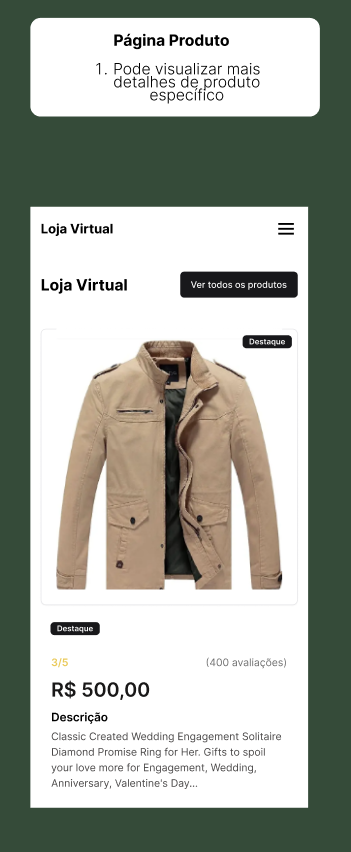 Página Produto
1. Pode visualizar mais
detalhes de produto
específico
Loja Virtual
Loja Virtual
Ver todos os produtos
Destaque
Destaque
3/5
(400 avaliações)
R$ 500,00
Descrição
Classic Created Wedding Engagement Solitaire
Diamond Promise Ring for Her. Gifts to spoil
your love more for Engagement, Wedding,
Anniversary, Valentine's Day...